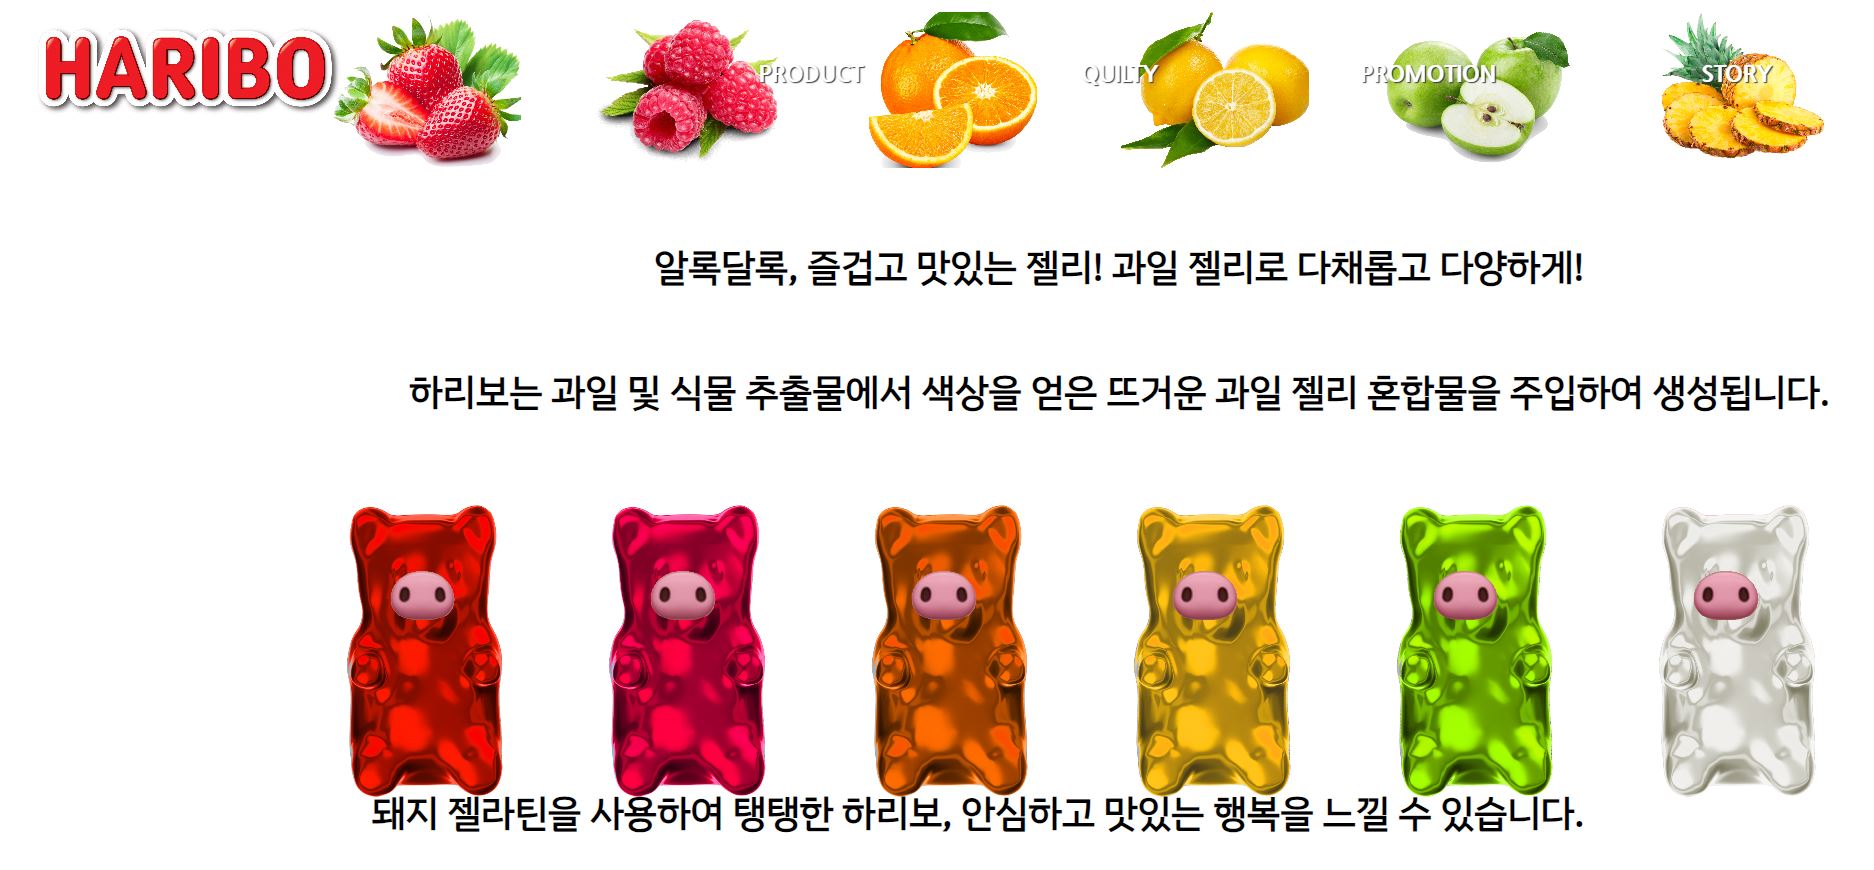 HARIBO
PRODUCT
QUILTY
PROMOTION
STORY
알록달록, 즐겁고 맛있는 젤리! 과일 젤리로 다채롭고 다양하게!
하리보는 과일 및 식물 추출물에서 색상을 얻은 뜨거운 과일 젤리 혼합물을 주입하여 생성됩니다.
돼지 젤라틴을 사용하여 탱탱한 하리보, 안심하고 맛있는 행복을 느낄 수 있습니다.